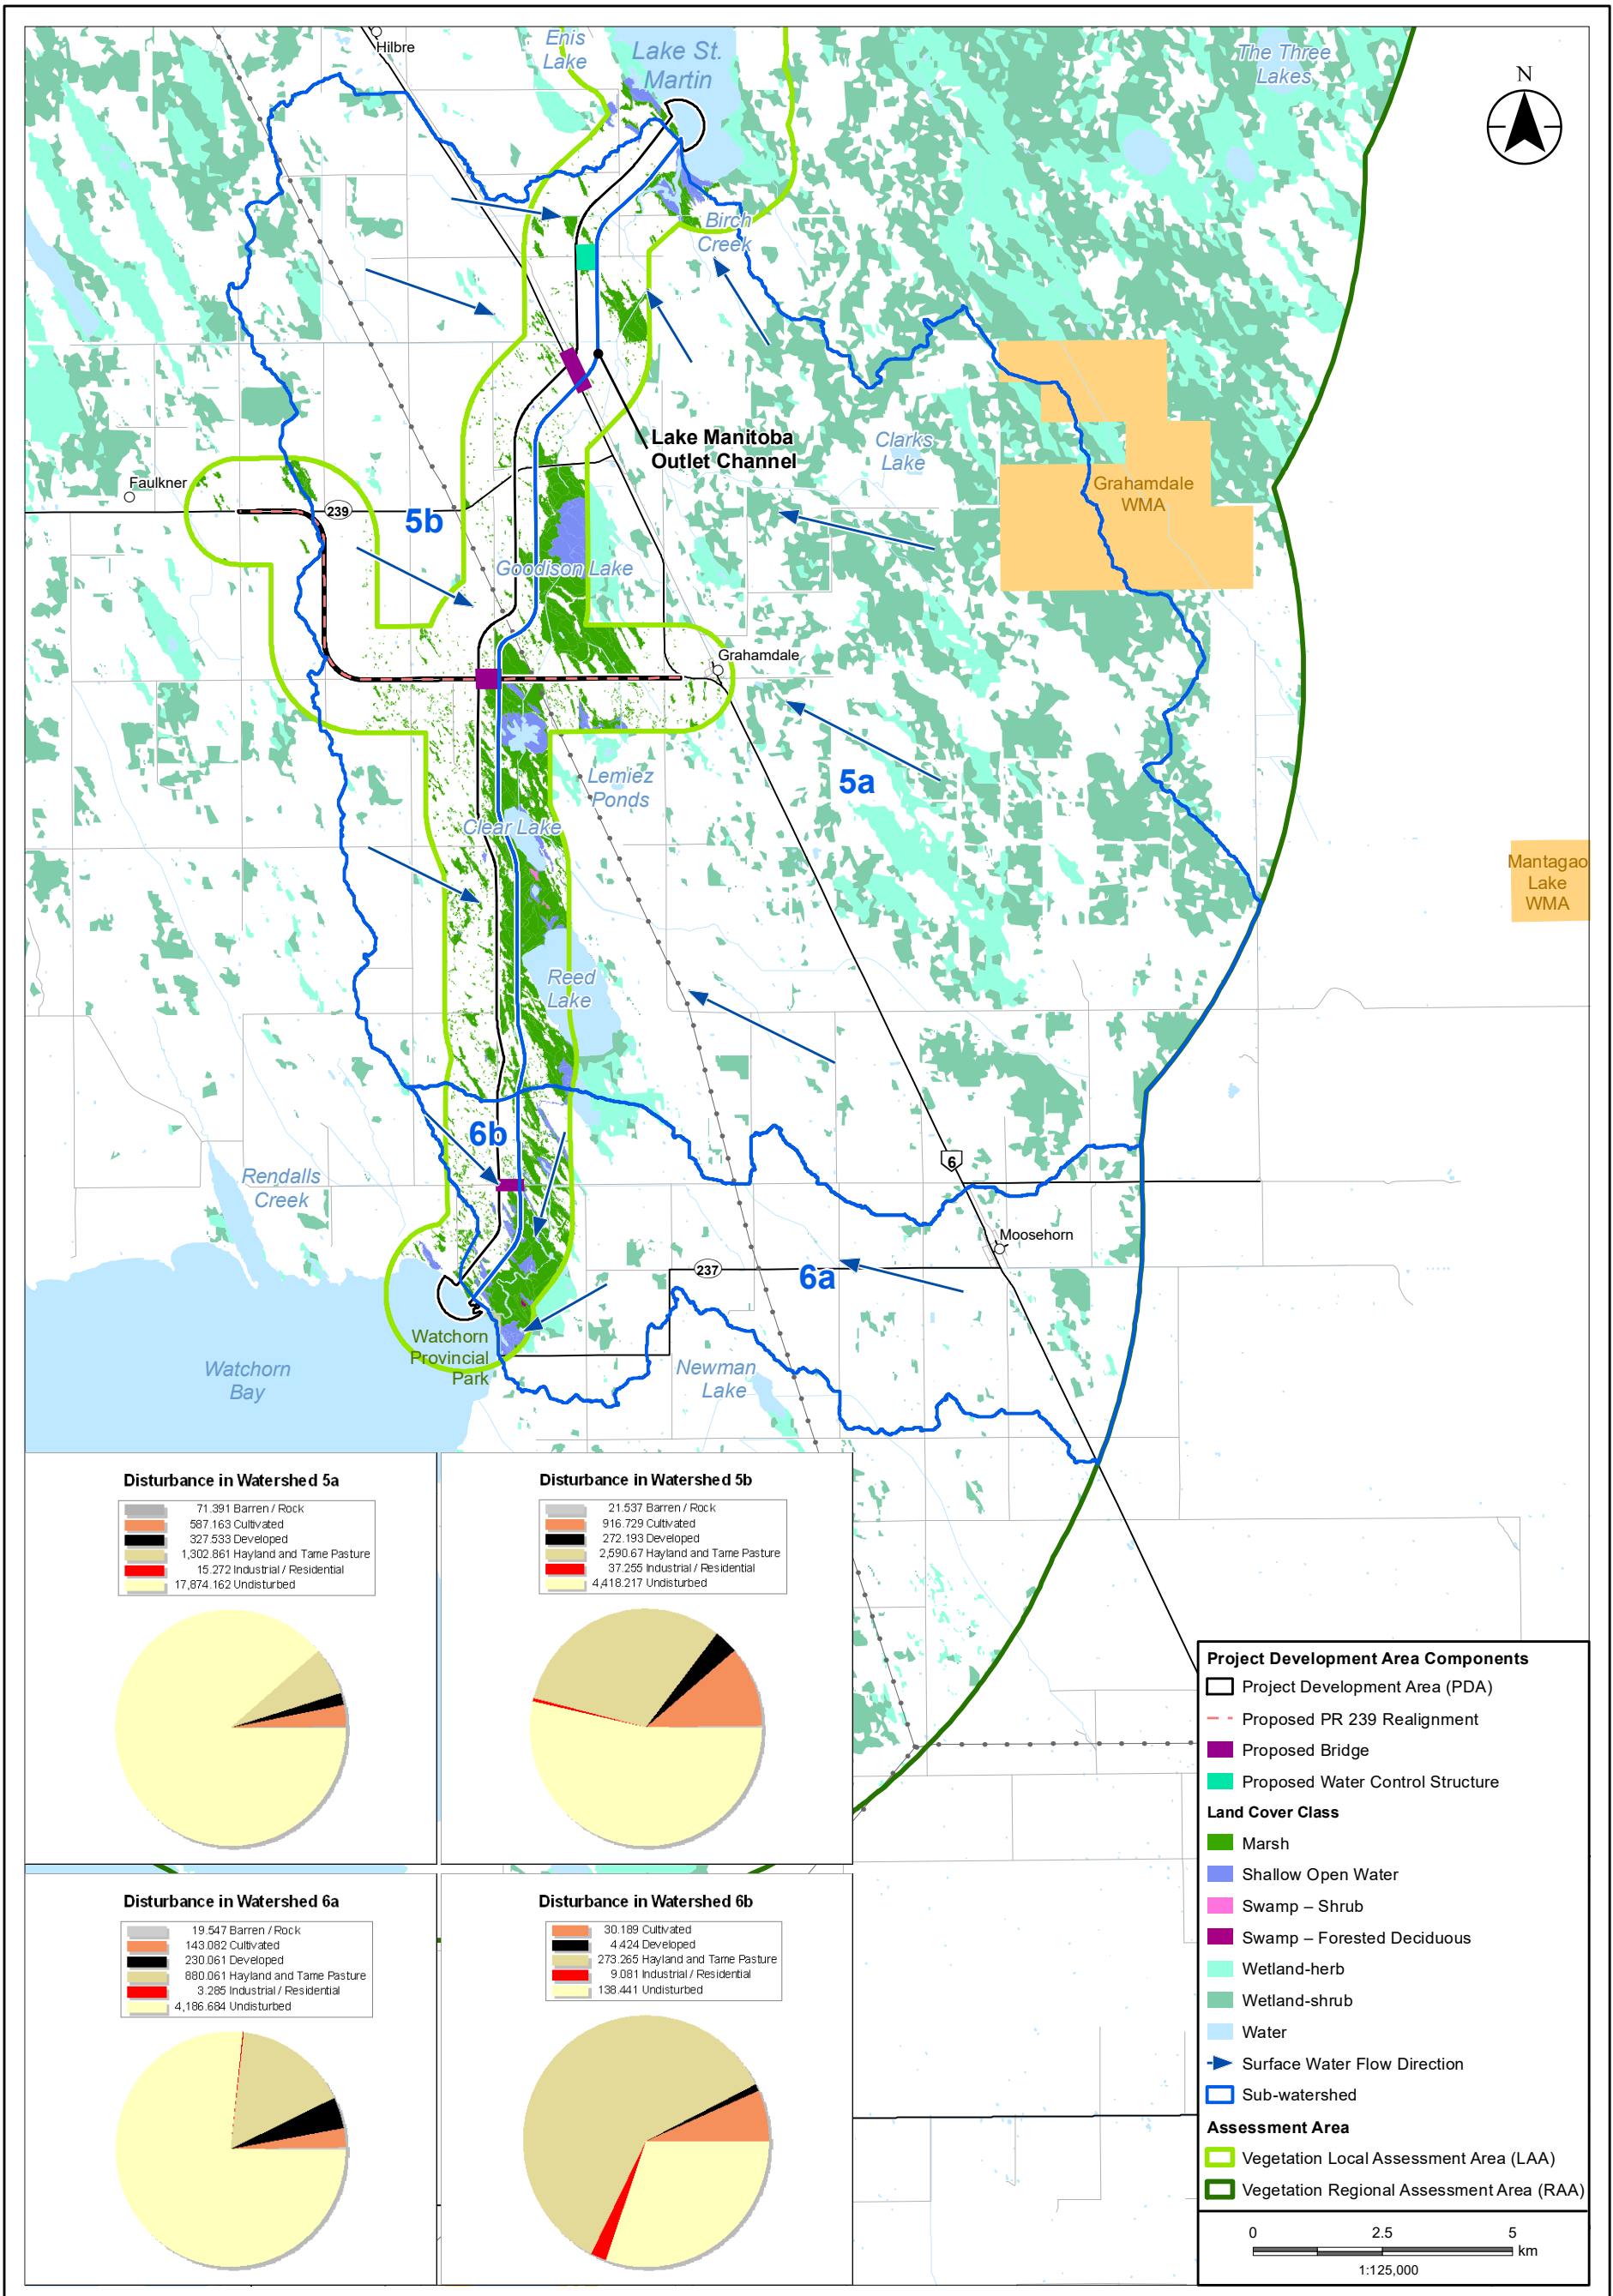 Hilbre
Enis
Lake
Lake St.
Martin
The Three
Lakes
N
Birch
Creek
Lake Manitoba
Outlet Channel
Clarks
Lake
Grahamdale
WMA
Faulkner
239
5b
Goodison Lake
Grahamdale
5a
Lemiez
Ponds
Clear Lake
Mantagao
Lake
WMA
Reed
Lake
6b
6
Rendalls
Creek
Moosehorn
237
6a
Watchorn
Provincial
Park
Watchorn
Bay
Newman
Lake
Disturbance in Watershed 5a
71.391 Barren / Rock
587.163 Cultivated
327.533 Developed
1,302.861 Hayland and Tame Pasture
15.272 Industrial / Residential
17,874.162 Undisturbed
Disturbance in Watershed 5b
21.537 Barren / Rock
916.729 Cultivated
272.193 Developed
2,590.67 Hayland and Tame Pasture
37.255 Industrial / Residential
4,418.217 Undisturbed
Disturbance in Watershed 6a
19.547 Barren / Rock
143.082 Cultivated
230.061 Developed
880.061 Hayland and Tame Pasture
3.285 Industrial / Residential
4,186.684 Undisturbed
Disturbance in Watershed 6b
30.189 Cultivated
4.424 Developed
273.265 Hayland and Tame Pasture
9.081 Industrial / Residential
138.441 Undisturbed
Project Development Area Components
Project Development Area (PDA)
Proposed PR 239 Realignment
Proposed Bridge
Proposed Water Control Structure
Land Cover Class
Marsh
Shallow Open Water
Swamp – Shrub
Swamp – Forested Deciduous
Wetland-herb
Wetland-shrub
Water
Surface Water Flow Direction
Sub-watershed
Assessment Area
Vegetation Local Assessment Area (LAA)
Vegetation Regional Assessment Area (RAA)
0 2.5 5
km
1:125,000